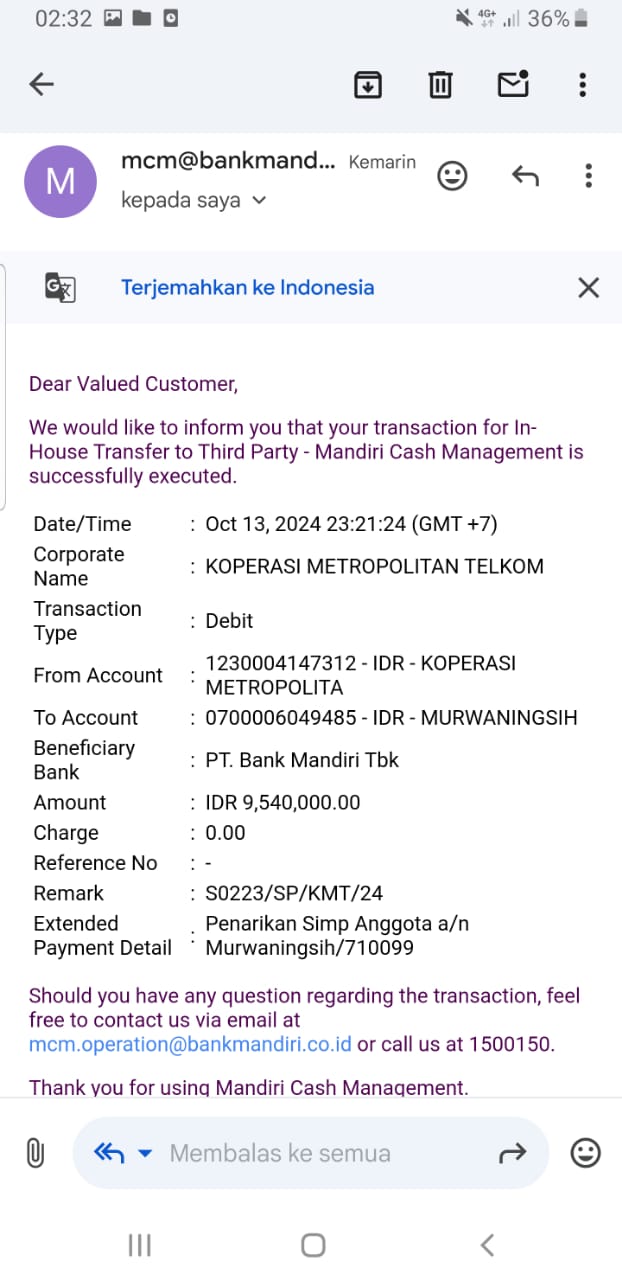 02:32 4G+ 36%
M
mcm@bankmand... Kemarin
kepada saya
Terjemahkan ke Indonesia
Dear Valued Customer,
We would like to inform you that your transaction for In-
House Transfer to Third Party - Mandiri Cash Management is
successfully executed.
Date/Time : Oct 13, 2024 23:21:24 (GMT +7)
Corporate
Name : KOPERASI METROPOLITAN TELKOM
Transaction
Type : Debit
From Account : 1230004147312 - IDR - KOPERASI
METROPOLITA
To Account : 0700006049485 - IDR - MURWANINGSIH
Beneficiary
Bank : PT. Bank Mandiri Tbk
Amount : IDR 9,540,000.00
Charge : 0.00
Reference No : -
Remark : S0223/SP/KMT/24
Extended
Payment Detail : Penarikan Simp Anggota a/n
Murwaningsih/710099
Should you have any question regarding the transaction, feel
free to contact us via email at
mcm.operation@bankmandiri.co.id or call us at 1500150.
Thank you for using Mandiri Cash Management.
Membalas ke semua